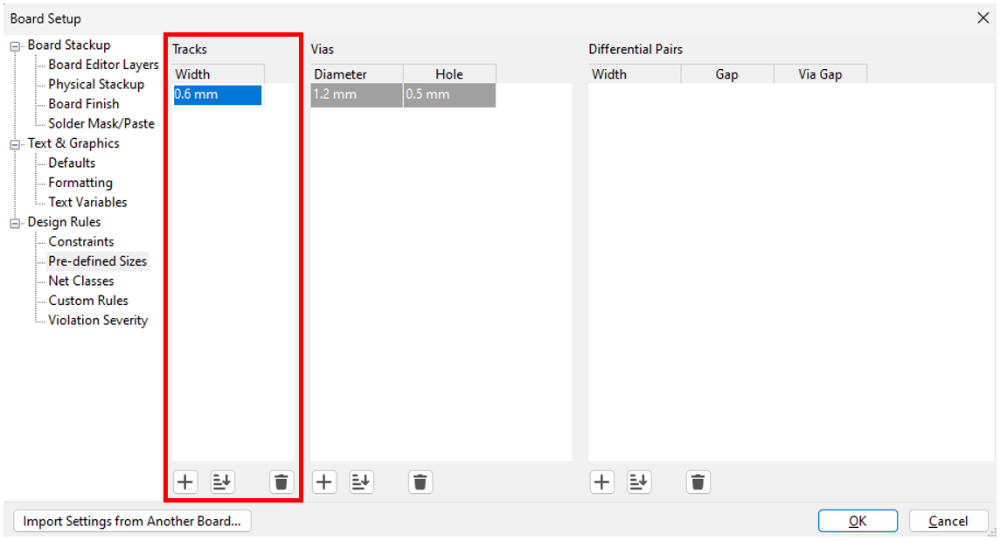 Board Setup
Board Stackup
Board Editor Layers
Physical Stackup
Board Finish
Solder Mask/Paste
Text & Graphics
Defaults
Formatting
Text Variables
Design Rules
Constraints
Pre-defined Sizes
Net Classes
Custom Rules
Violation Severity
Tracks
Width
0.6 mm
Vias
Diameter Hole
1.2 mm 0.5 mm
Differential Pairs
Width Gap Via Gap
Import Settings from Another Board...
OK Cancel